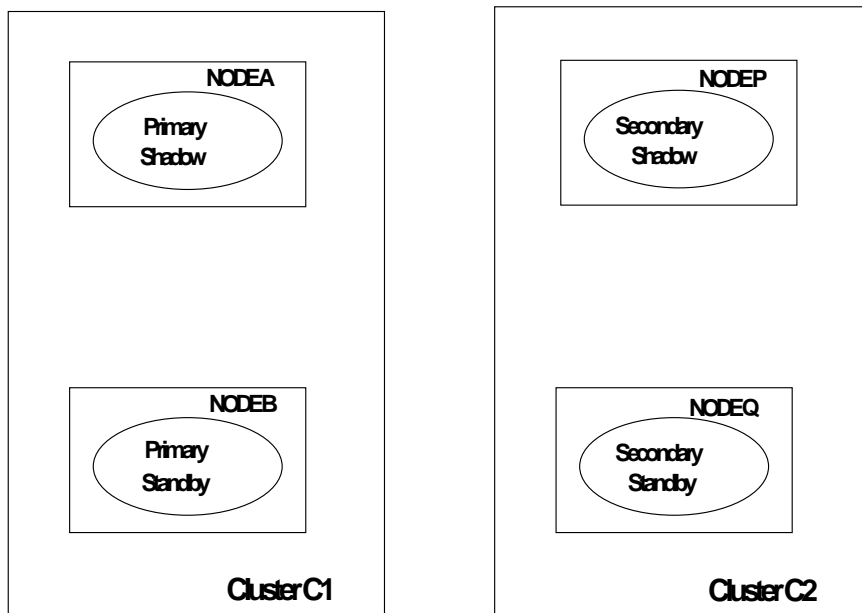 NODEA
Primary
Shadow
NODEB
Primary
Standby
Cluster C1
NODEP
Secondary
Shadow
NODEQ
Secondary
Standby
Cluster C2